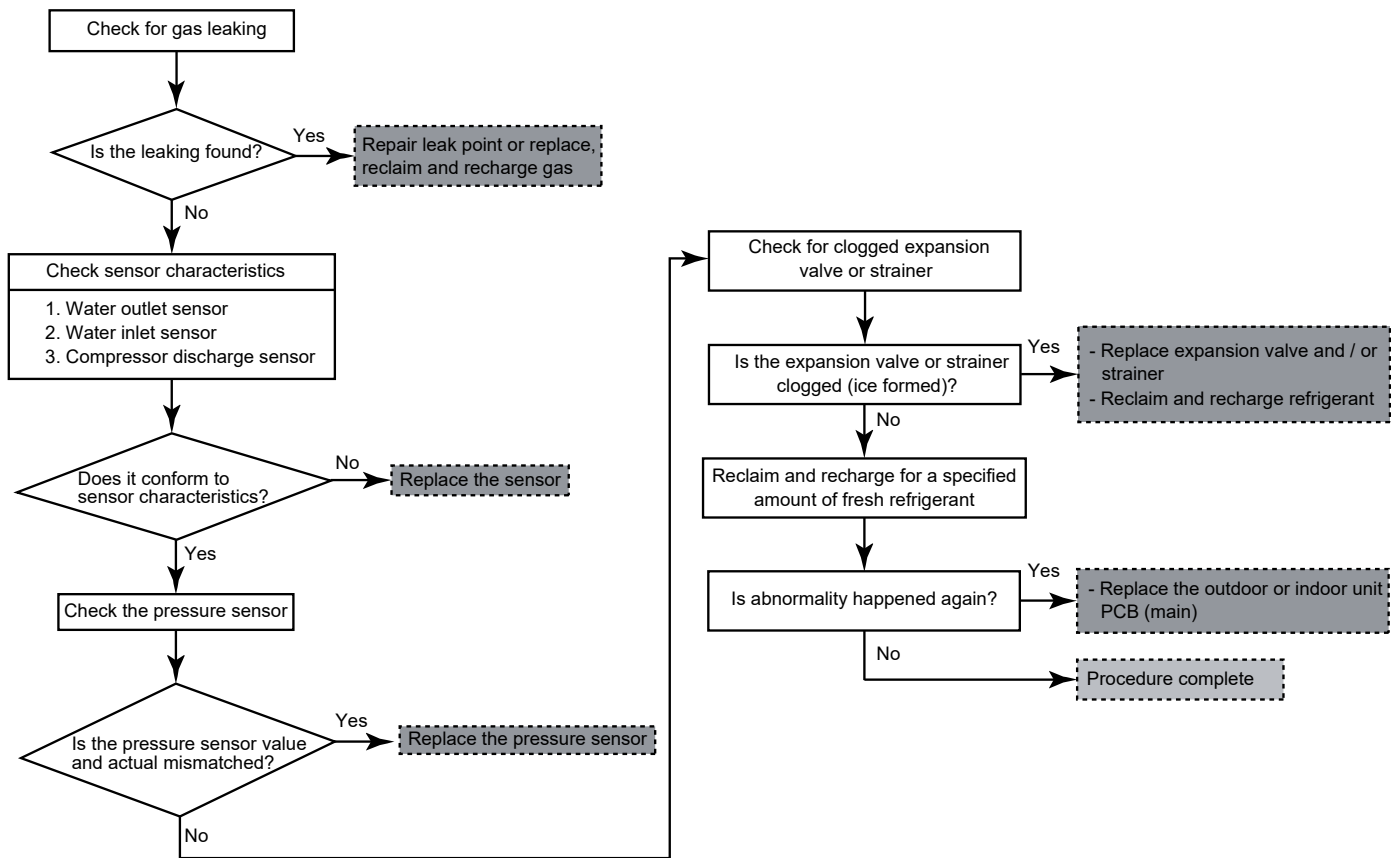 Check for gas leaking
Is the leaking found?
Yes
Repair leak point or replace,
reclaim and recharge gas
No
Check sensor characteristics
1. Water outlet sensor
2. Water inlet sensor
3. Compressor discharge sensor
Does it conform to
sensor characteristics?
No
Replace the sensor
Yes
Check the pressure sensor
Is the pressure sensor value
and actual mismatched?
Yes
Replace the pressure sensor
No
Check for clogged expansion
valve or strainer
Is the expansion valve or strainer
clogged (ice formed)?
Yes
- Replace expansion valve and / or
strainer
- Reclaim and recharge refrigerant
No
Reclaim and recharge for a specified
amount of fresh refrigerant
Is abnormality happened again?
Yes
- Replace the outdoor or indoor unit
PCB (main)
No
Procedure complete